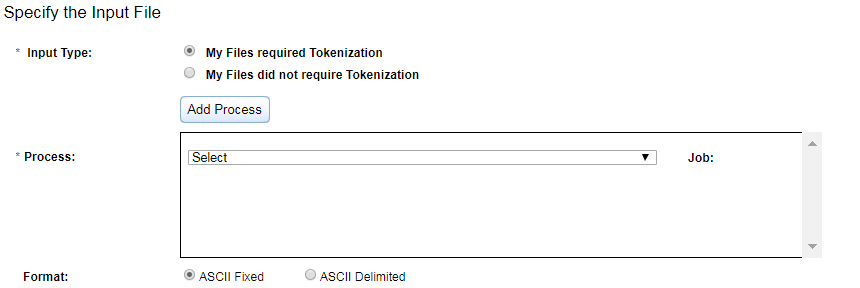 Specify the Input File
* Input Type: My Files required Tokenization
My Files did not require Tokenization
Add Process
* Process: Select Job:
Format: ASCII Fixed ASCII Delimited